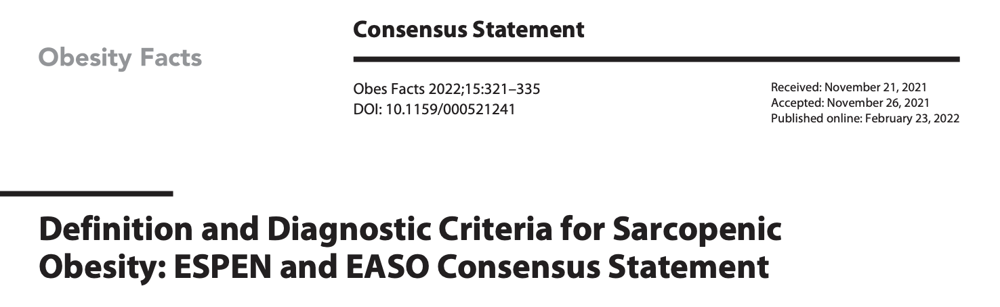 Consensus Statement
Obesity Facts
Obes Facts 2022;15:321–335
DOI: 10.1159/000521241
Received: November 21, 2021
Accepted: November 26, 2021
Published online: February 23, 2022
Definition and Diagnostic Criteria for Sarcopenic
Obesity: ESPEN and EASO Consensus Statement